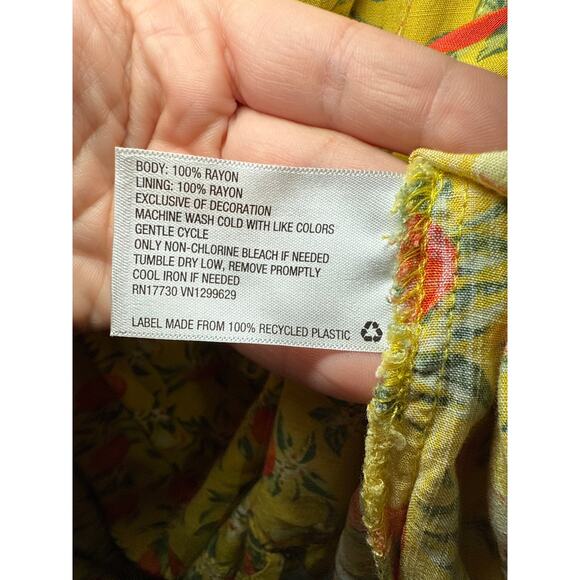 BODY: 100% RAYON
LINING: 100% RAYON
EXCLUSIVE OF DECORATION
MACHINE WASH COLD WITH LIKE COLORS
GENTLE CYCLE
ONLY NON-CHLORINE BLEACH IF NEEDED
TUMBLE DRY LOW, REMOVE PROMPTLY
COOL IRON IF NEEDED
RN17730 VN1299629
LABEL MADE FROM 100% RECYCLED PLASTIC